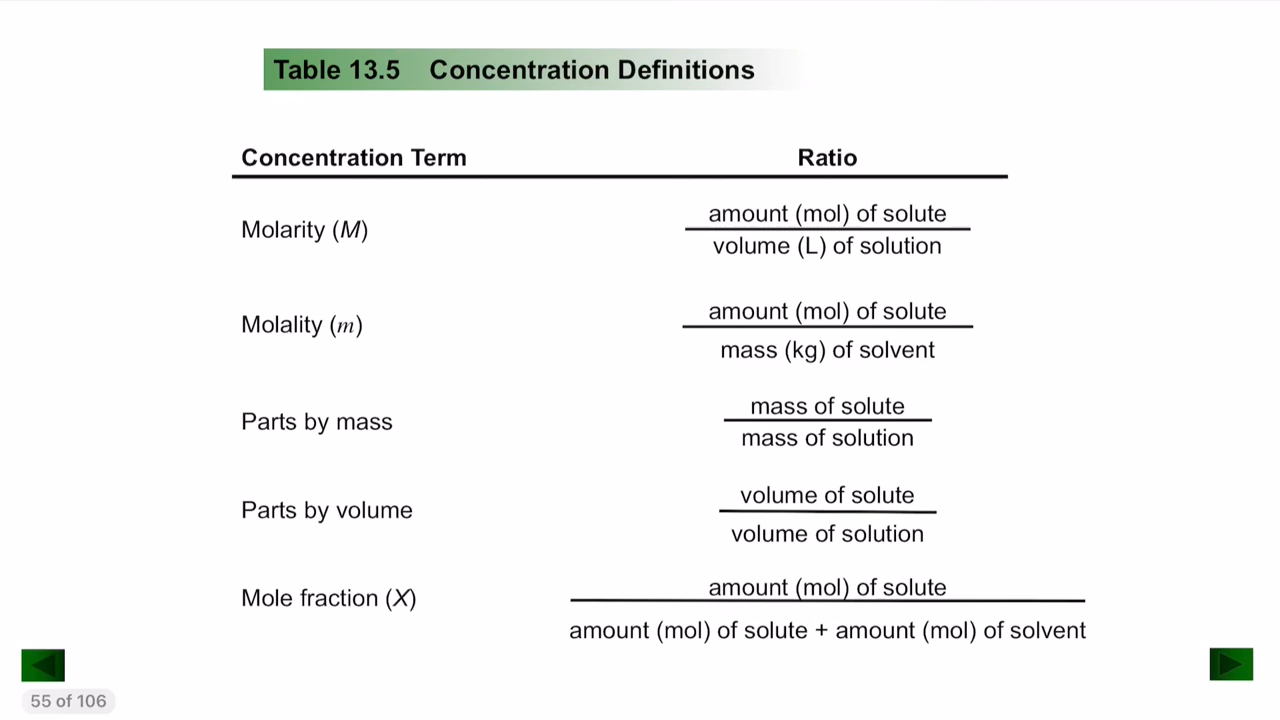 Table 13.5 Concentration Definitions
Concentration Term Ratio
Molarity (M)
amount (mol) of solute
volume (L) of solution
Molality (m)
amount (mol) of solute
mass (kg) of solvent
Parts by mass
mass of solute
mass of solution
Parts by volume
volume of solute
volume of solution
Mole fraction (X)
amount (mol) of solute
amount (mol) of solute + amount (mol) of solvent
55 of 106